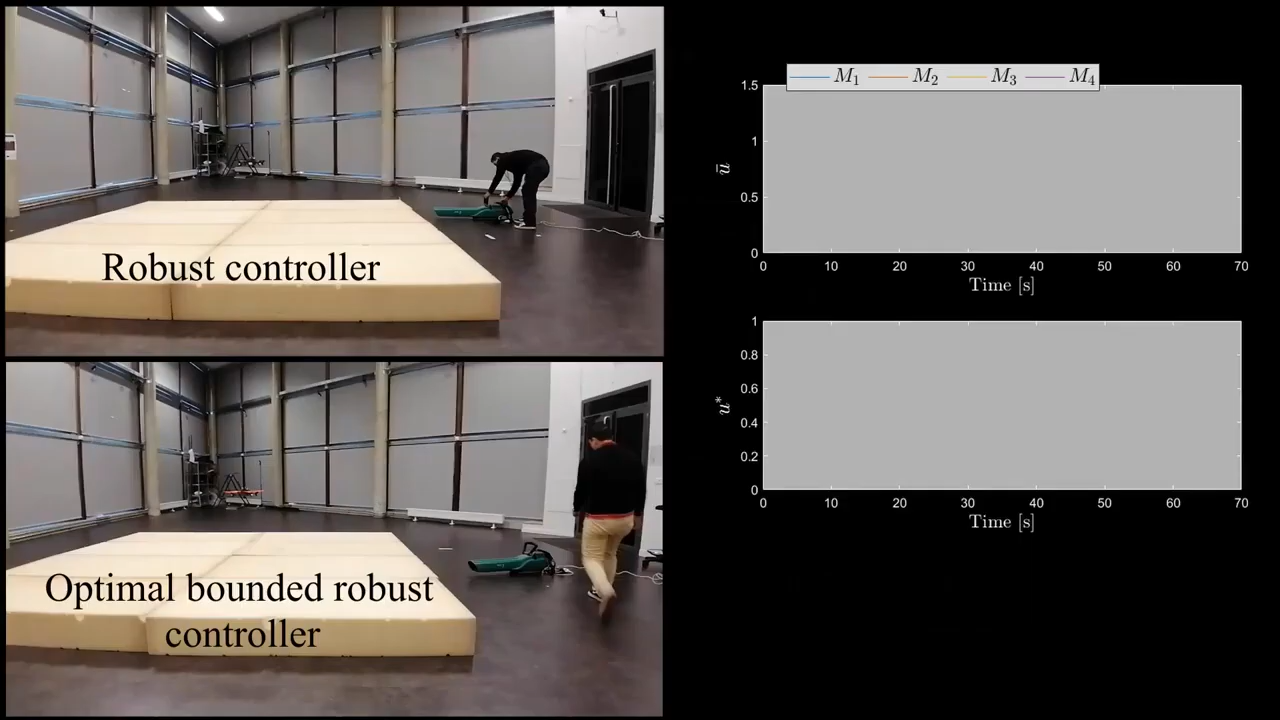 Robust controller
Optimal bounded robust
controller
M1 M2 M3 M4
1.5
1
0.5
0
ū
0 10 20 30 40 50 60 70
Time [s]
1
0.8
0.6
0.4
0.2
0
u*
0 10 20 30 40 50 60 70
Time [s]